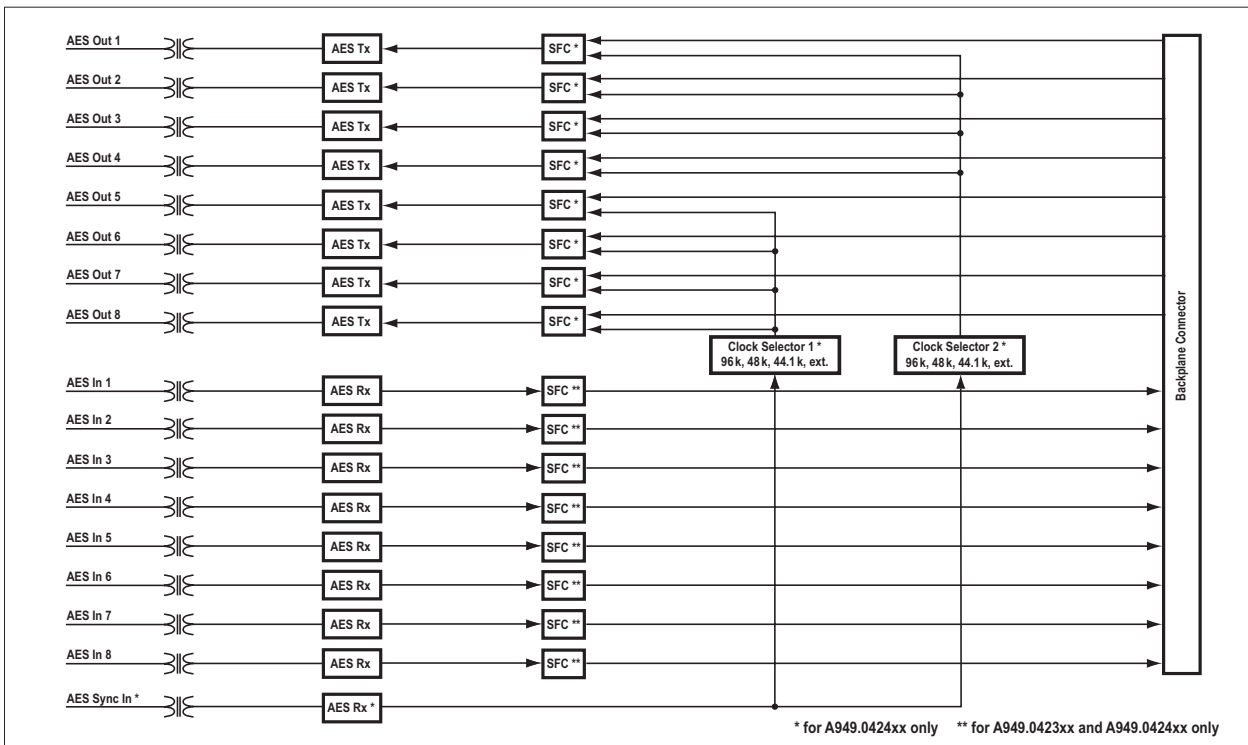 AES Out 1 AES Tx SFC *
AES Out 2 AES Tx SFC *
AES Out 3 AES Tx SFC *
AES Out 4 AES Tx SFC *
AES Out 5 AES Tx SFC *
AES Out 6 AES Tx SFC *
AES Out 7 AES Tx SFC *
AES Out 8 AES Tx SFC *
Clock Selector 1 *
96 k, 48 k, 44.1 k, ext.
Clock Selector 2 *
96 k, 48 k, 44.1 k, ext.
Backplane Connector
AES In 1 AES Rx SFC **
AES In 2 AES Rx SFC **
AES In 3 AES Rx SFC **
AES In 4 AES Rx SFC **
AES In 5 AES Rx SFC **
AES In 6 AES Rx SFC **
AES In 7 AES Rx SFC **
AES In 8 AES Rx SFC **
AES Sync In * AES Rx *
* for A949.0424xx only ** for A949.0423xx and A949.0424xx only